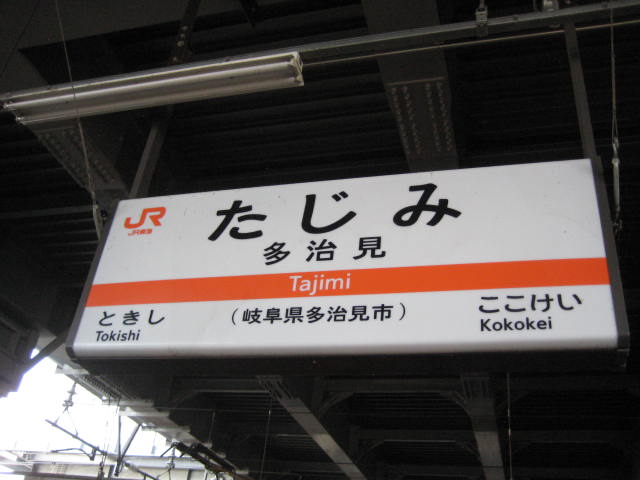 JR
JR東海
たじみ
多治見
Tajimi
ときし
Tokishi
（岐阜県多治見市）
ここけい
Kokokei